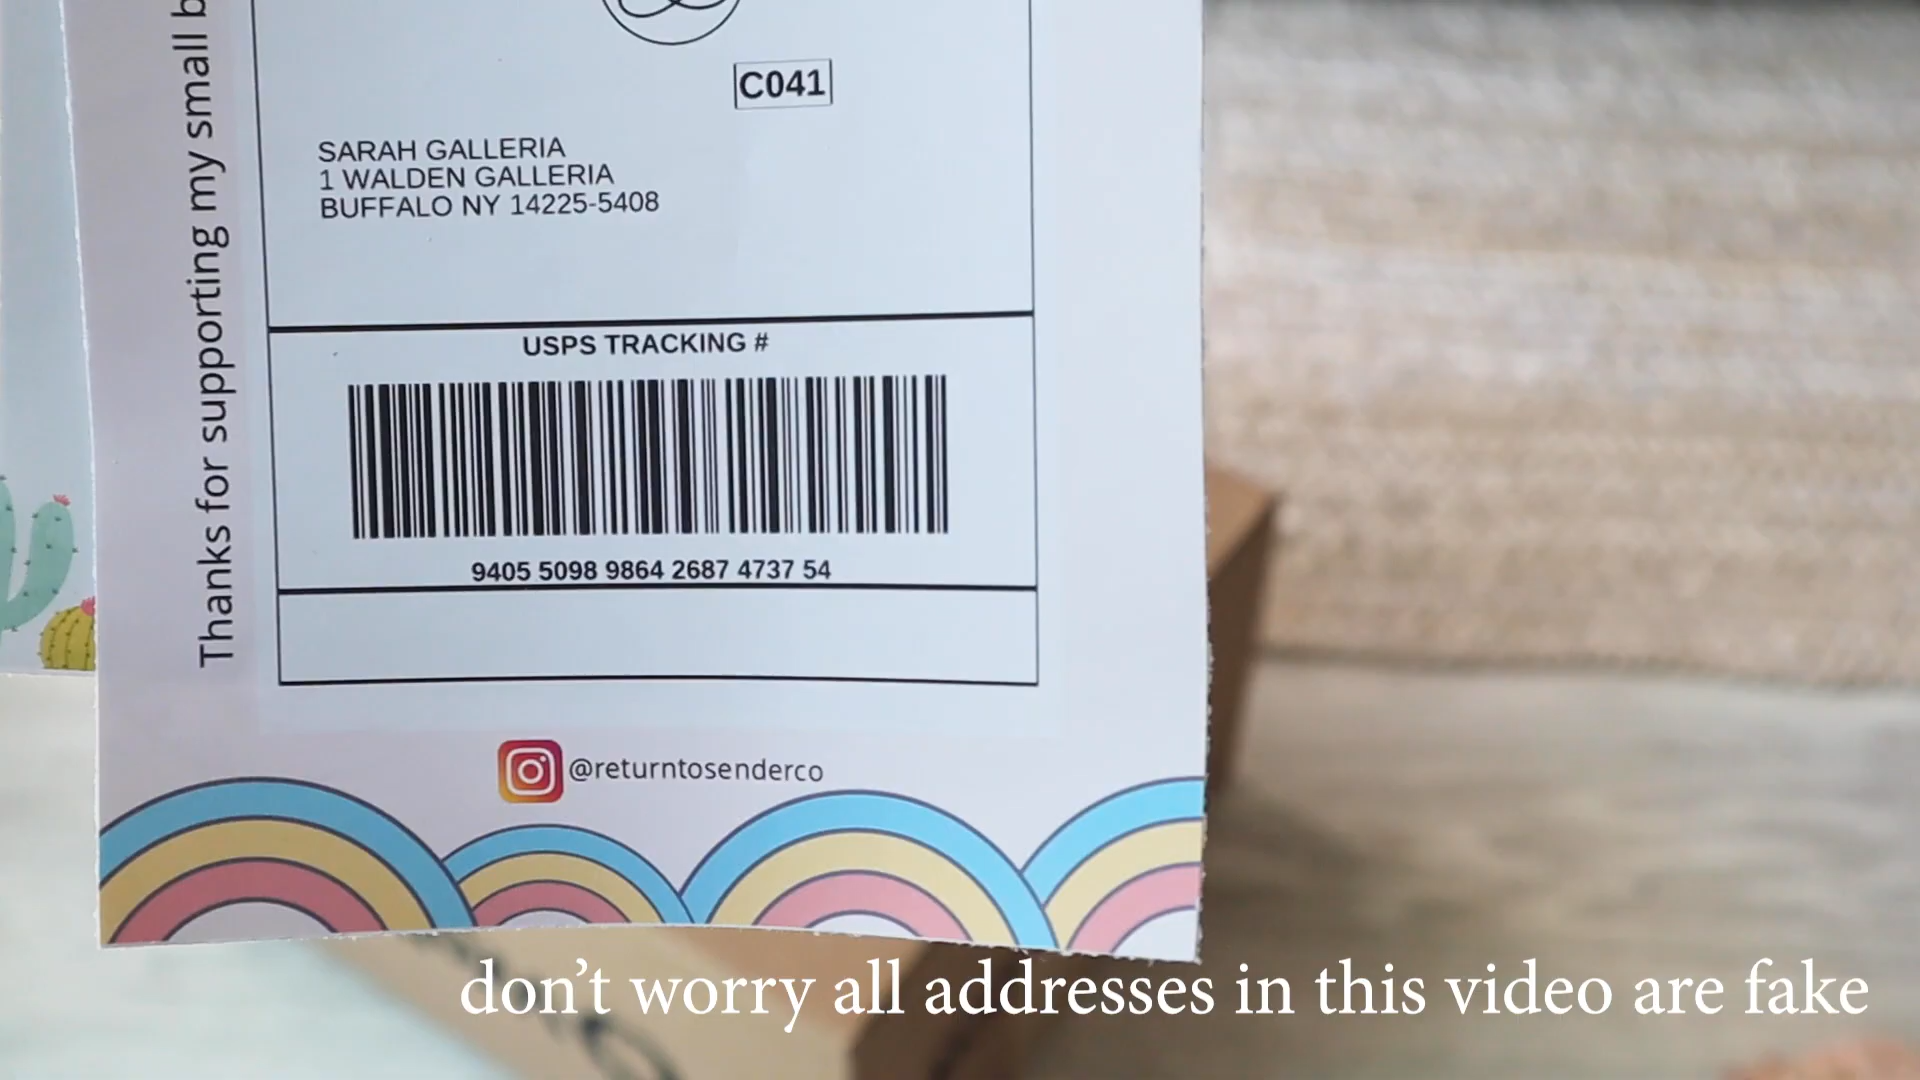 Thanks for supporting my small b
C041
SARAH GALLERIA
1 WALDEN GALLERIA
BUFFALO NY 14225-5408
USPS TRACKING #
9405 5098 9864 2687 4737 54
@returntosenderco
don't worry all addresses in this video are fake